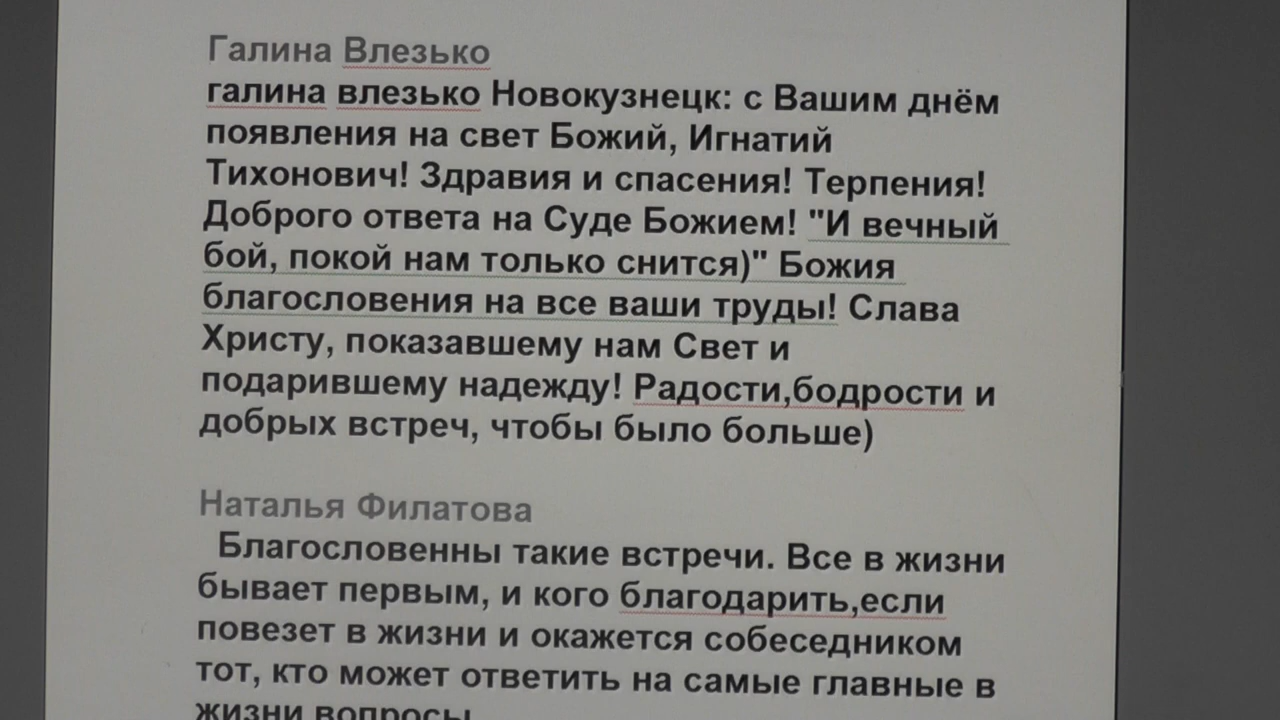 Галина Влезько
галина влезько Новокузнецк: с Вашим днём
появления на свет Божий, Игнатий
Тихонович! Здравия и спасения! Терпения!
Доброго ответа на Суде Божием! "И вечный
бой, покой нам только снится)" Божия
благословения на все ваши труды! Слава
Христу, показавшему нам Свет и
подарившему надежду! Радости,бодрости и
добрых встреч, чтобы было больше)
Наталья Филатова
Благословенны такие встречи. Все в жизни
бывает первым, и кого благодарить,если
повезет в жизни и окажется собеседником
тот, кто может ответить на самые главные в
жизни вопросы